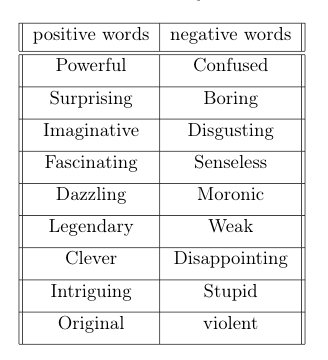 positive words negative words
Powerful Confused
Surprising Boring
Imaginative Disgusting
Fascinating Senseless
Dazzling Moronic
Legendary Weak
Clever Disappointing
Intriguing Stupid
Original violent